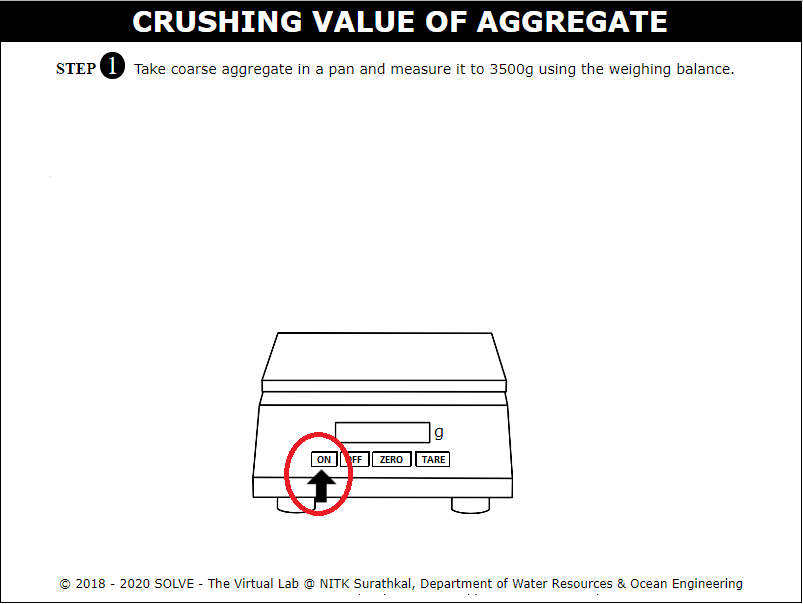 CRUSHING VALUE OF AGGREGATE
STEP 1 Take coarse aggregate in a pan and measure it to 3500g using the weighing balance.
g
ON OFF ZERO TARE
© 2018 - 2020 SOLVE - The Virtual Lab @ NITK Surathkal, Department of Water Resources & Ocean Engineering